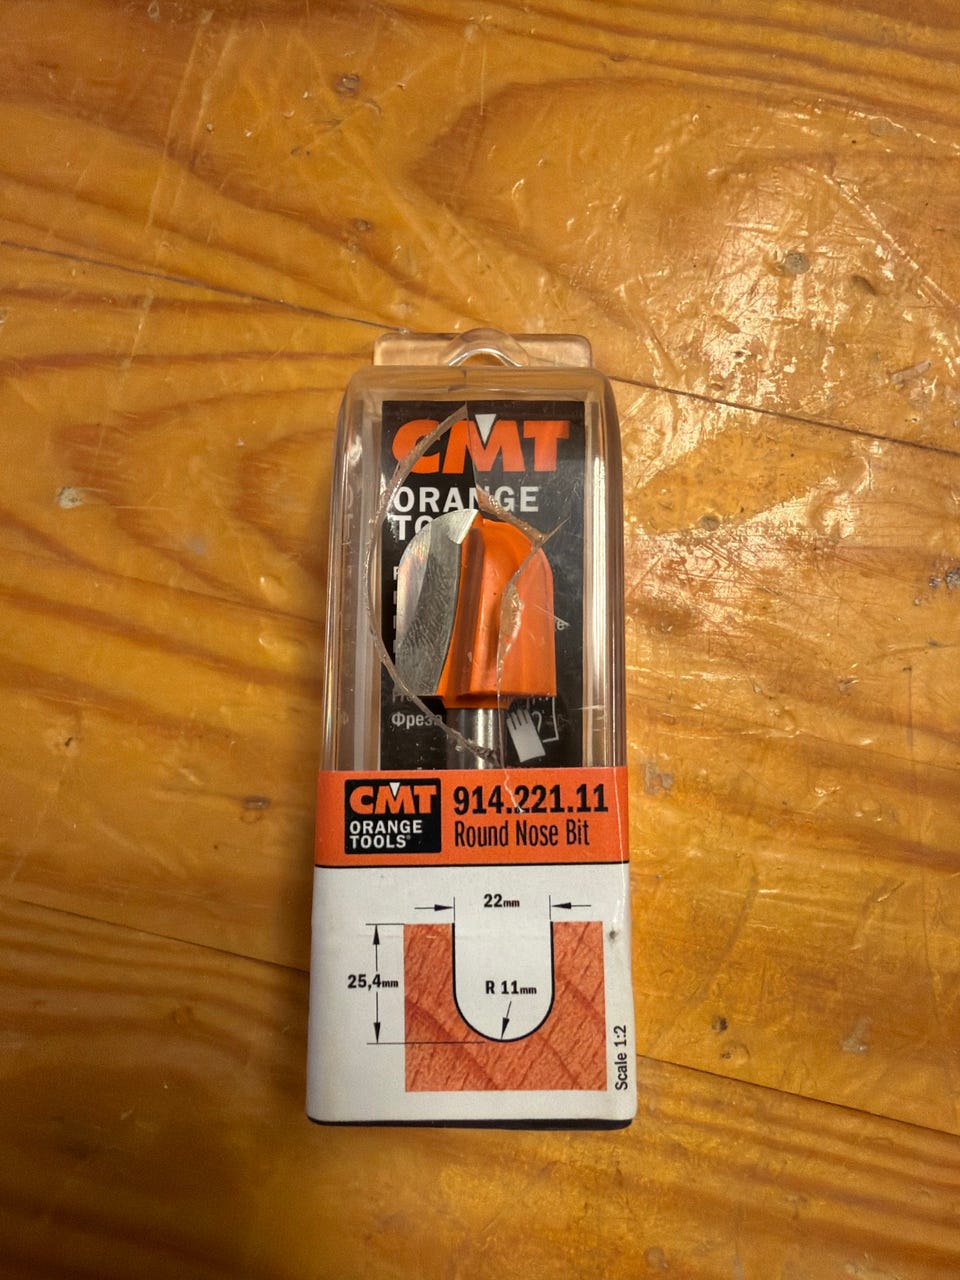 CMT
ORANGE
TO
Фреза
CMT
ORANGE
TOOLS®
914.221.11
Round Nose Bit
22mm
25,4mm
R 11mm
Scale 1:2